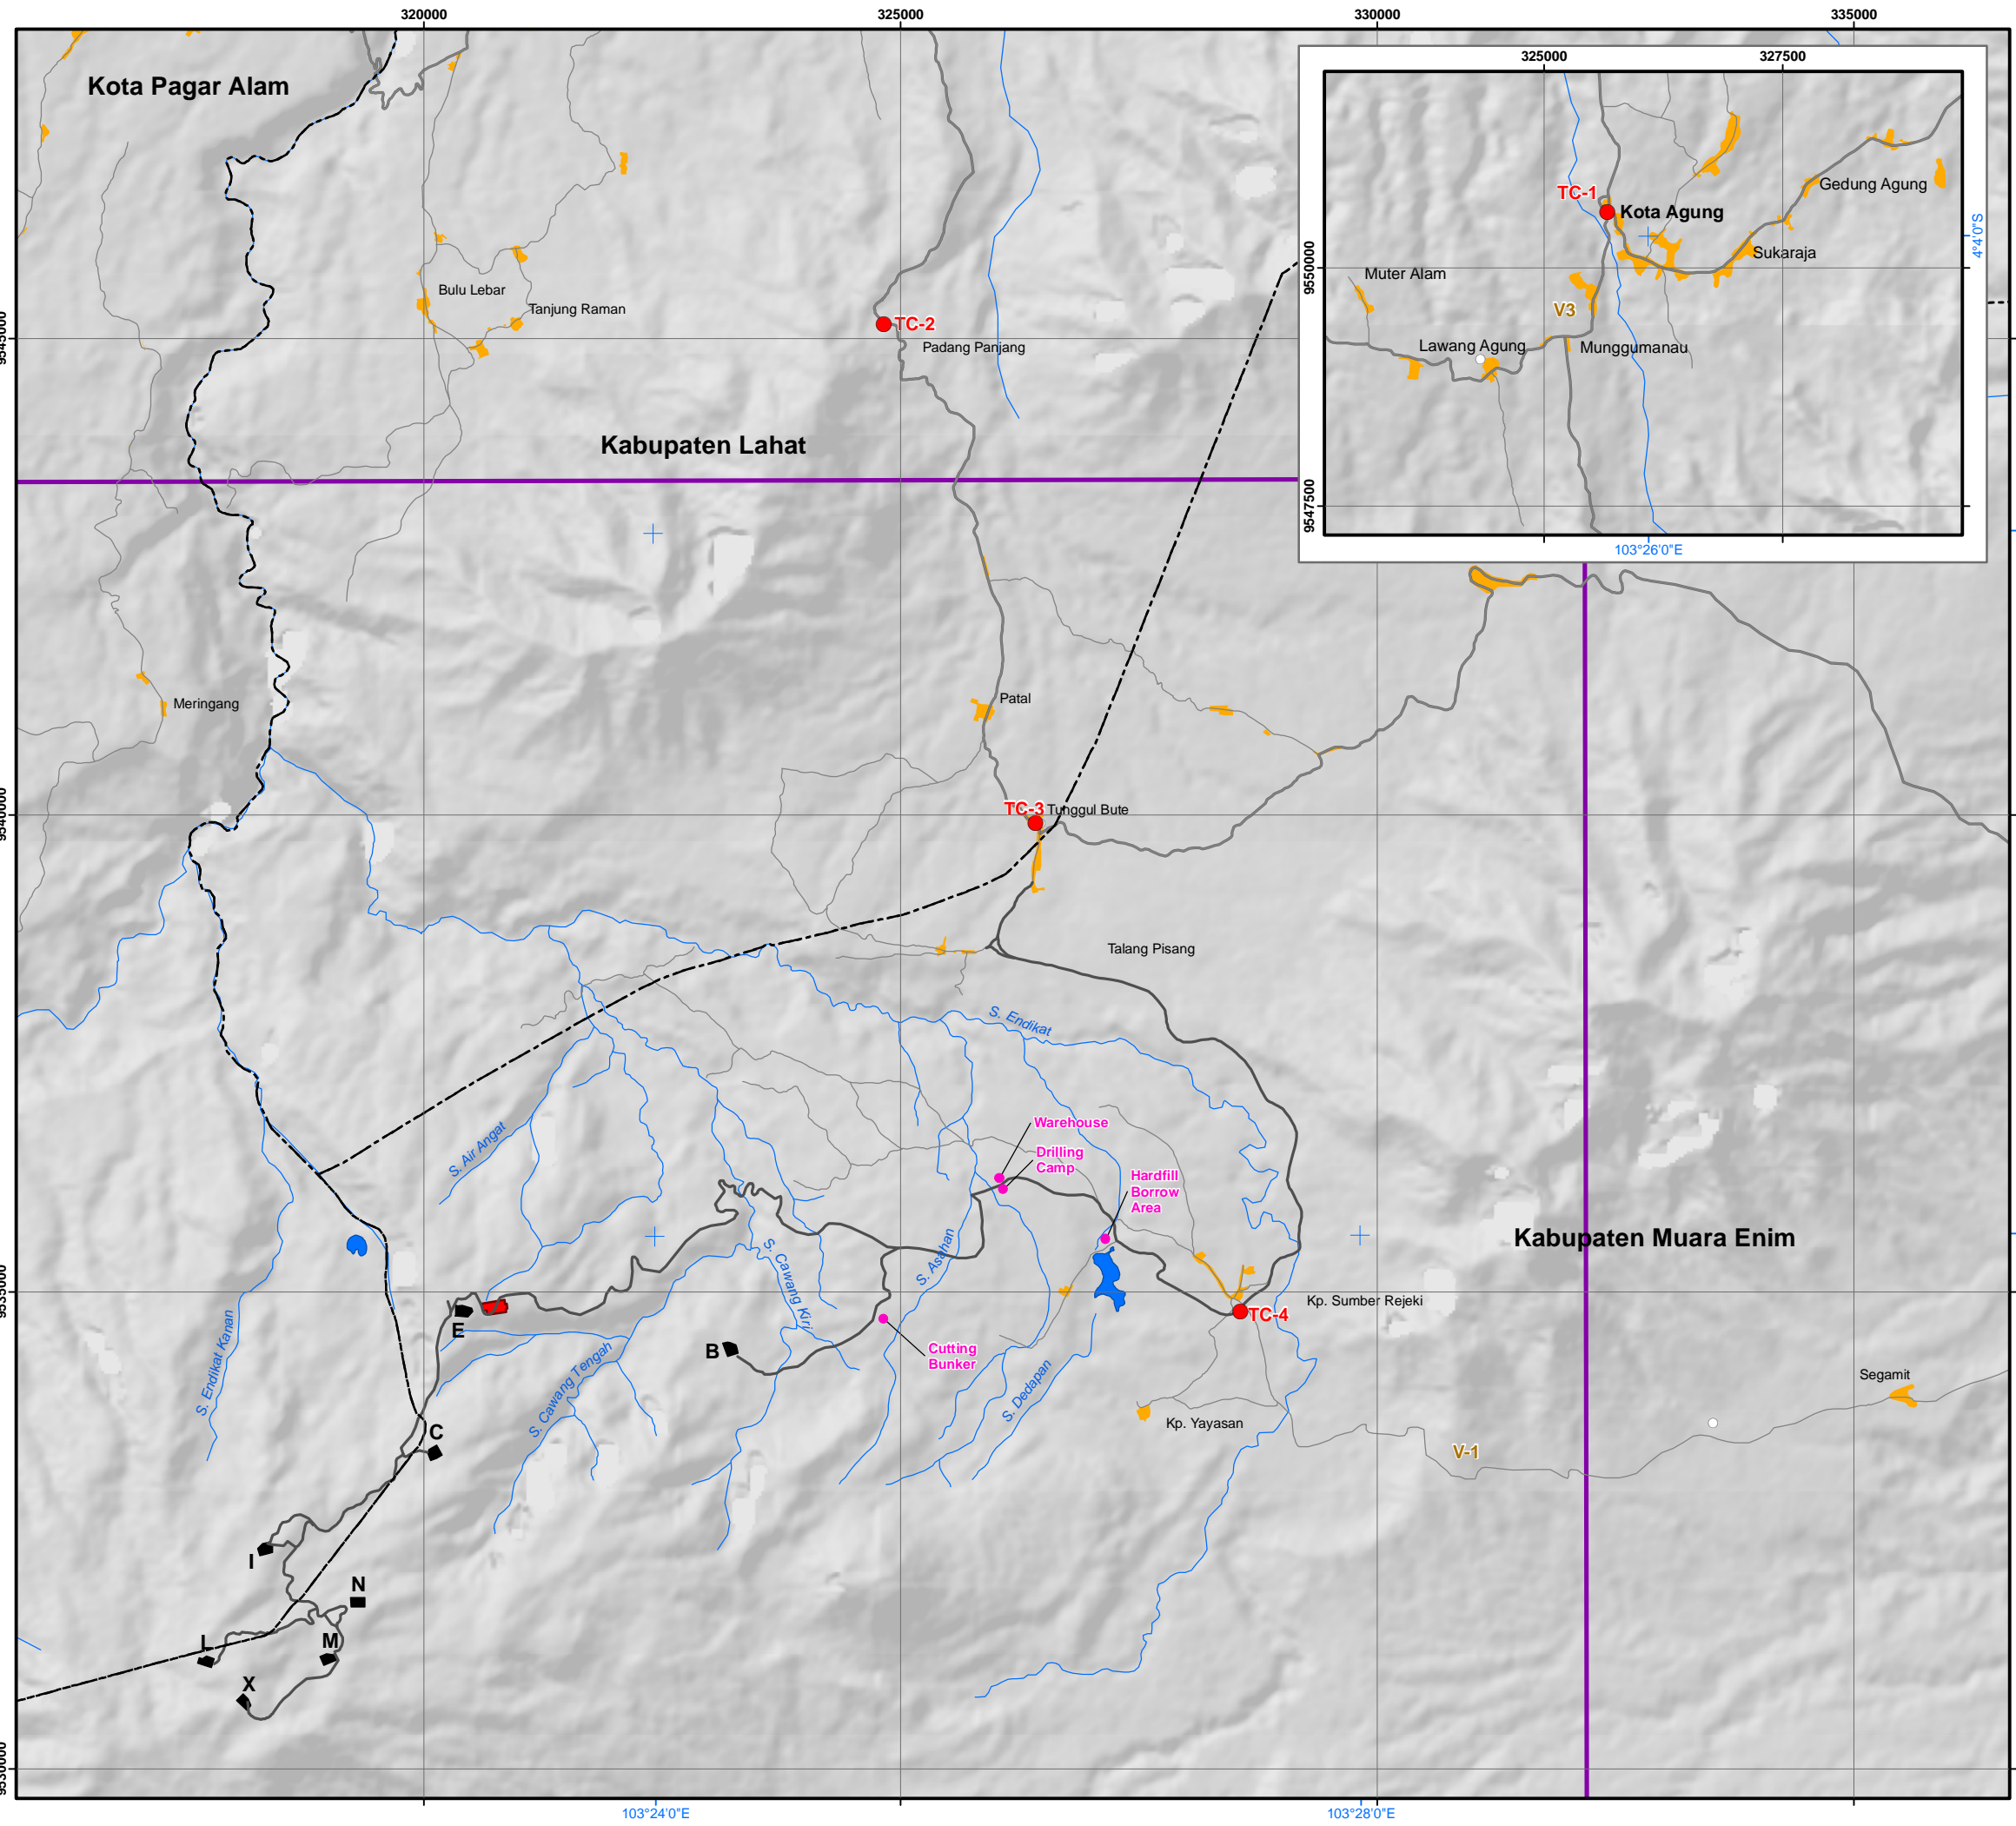 320000
325000
330000
335000
Kota Pagar Alam
325000
327500
TC-1
Kota Agung
Gedung Agung
Sukaraja
4°4'0"S
9550000
Muter Alam
V3
Lawang Agung
Munggumanau
9547500
103°26'0"E
Bulu Lebar
Tanjung Raman
TC-2
Padang Panjang
9545000
Kabupaten Lahat
Meringang
Patal
TC-3
Tunggul Bute
9540000
Talang Pisang
S. Endikat
S. Air Angat
Warehouse
Drilling
Camp
Hardfill
Borrow
Area
Kabupaten Muara Enim
S. Asahan
S. Cawang Kiri
9535000
E
TC-4
Kp. Sumber Rejeki
B
Cutting
Bunker
S. Endikat Kanan
S. Cawang Tengah
S. Dedapan
Segamit
Kp. Yayasan
C
V-1
I
N
L
M
X
9530000
103°24'0"E
103°28'0"E